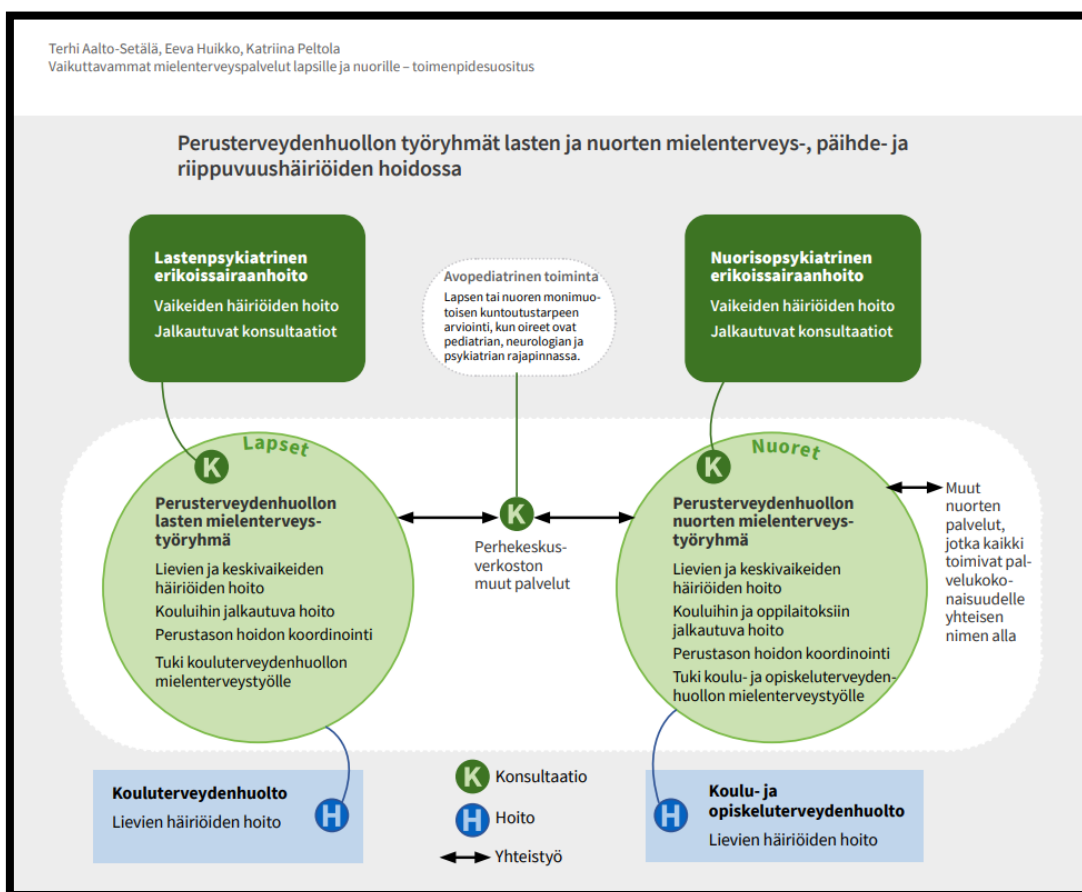 Terhi Aalto-Setälä, Eeva Huikko, Katriina Peltola
Vaikuttavammat mielenterveyspalvelut lapsille ja nuorille – toimenpidesuositus
Perusterveydenhuollon työryhmät lasten ja nuorten mielenterveys-, päihde- ja
riippuvuushäiriöiden hoidossa
Lastenpsykiatrinen
erikoissairaanhoito
Vaikeiden häiriöiden hoito
Jalkautuvat konsultaatiot
Avopediatrinen toiminta
Lapsen tai nuoren monimuo-
toisen kuntoutustarpeen
arviointi, kun oireet ovat
pediatrian, neurologian ja
psykiatrian rajapinnassa.
Nuorisopsykiatrinen
erikoissairaanhoito
Vaikeiden häiriöiden hoito
Jalkautuvat konsultaatiot
Lapset
K
Perusterveydenhuollon
lasten mielenterveys-
työryhmä
Lievien ja keskivaikeiden
häiriöiden hoito
Kouluihin jalkautuva hoito
Perustason hoidon koordinointi
Tuki kouluterveydenhuollon
mielenterveystyölle
K
Perhekeskus-
verkoston
muut palvelut
Nuoret
K
Perusterveydenhuollon
nuorten mielenterveys-
työryhmä
Lievien ja keskivaikeiden
häiriöiden hoito
Kouluihin ja oppilaitoksiin
jalkautuva hoito
Perustason hoidon koordinointi
Tuki koulu- ja opiskeluterveyden-
huollon mielenterveystyölle
Muut
nuorten
palvelut,
jotka kaikki
toimivat pal-
velukoko-
naisuudelle
yhteisen
nimen alla
Kouluterveydenhuolto
Lievien häiriöiden hoito
H
K Konsultaatio
H Hoito
Yhteistyö
H
Koulu- ja
opiskeluterveydenhuolto
Lievien häiriöiden hoito